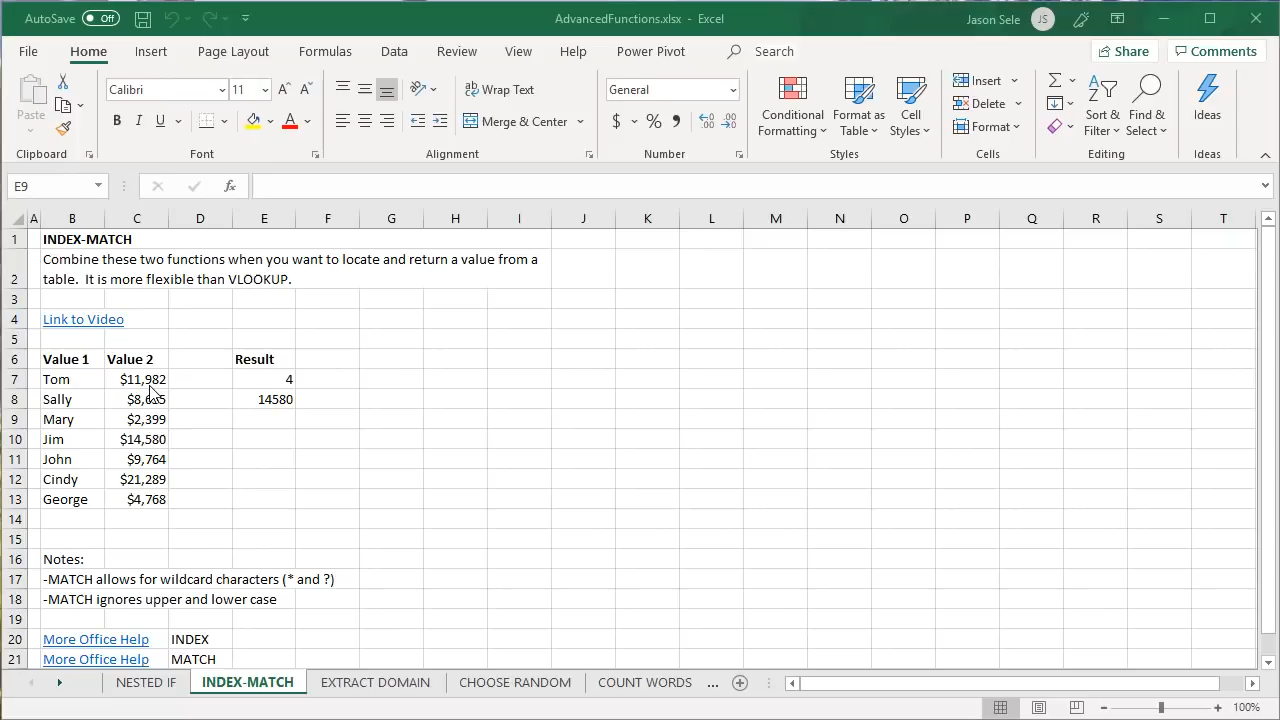 AutoSave Off AdvancedFunctions.xlsx - Excel Jason Sele JS
File Home Insert Page Layout Formulas Data Review View Help Power Pivot Search Share Comments
Calibri 11 Wrap Text General Insert
Paste B I U Merge & Center $ % Conditional Formatting Format as Table Cell Styles Delete Sort & Filter Find & Select Ideas
Format
Clipboard Font Alignment Number Styles Cells Editing Ideas
E9 fx
A B C D E F G H I J K L M N O P Q R S T
1 INDEX-MATCH
Combine these two functions when you want to locate and return a value from a
2 table. It is more flexible than VLOOKUP.
3
4 Link to Video
5
6 Value 1 Value 2 Result
7 Tom $11,982 4
8 Sally 14580
9 Mary $2,399
10 Jim $14,580
11 John $9,764
12 Cindy $21,289
13 George $4,768
14
15
16 Notes:
17 -MATCH allows for wildcard characters (* and ?)
18 -MATCH ignores upper and lower case
19
20 More Office Help INDEX
21 More Office Help MATCH
NESTED IF INDEX-MATCH EXTRACT DOMAIN CHOOSE RANDOM COUNT WORDS ...
100%